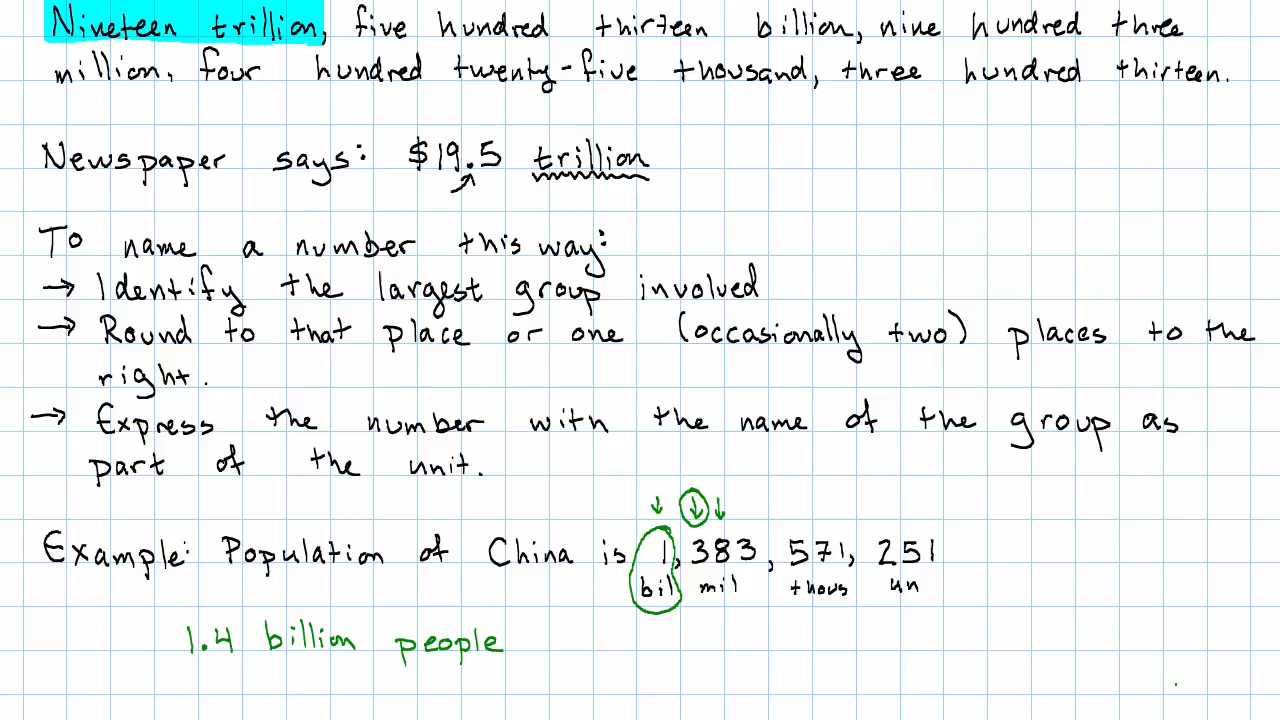 Nineteen trillion, five hundred thirteen billion, nine hundred three
million, four hundred twenty-five thousand, three hundred thirteen.
Newspaper says: $19.5 trillion
To name a number this way:
→ Identify the largest group involved
→ Round to that place or one (occasionally two) places to the
right.
→ Express the number with the name of the group as
part of the unit.
Example: Population of China is 1,383,571,251
bil mil thous un
1.4 billion people